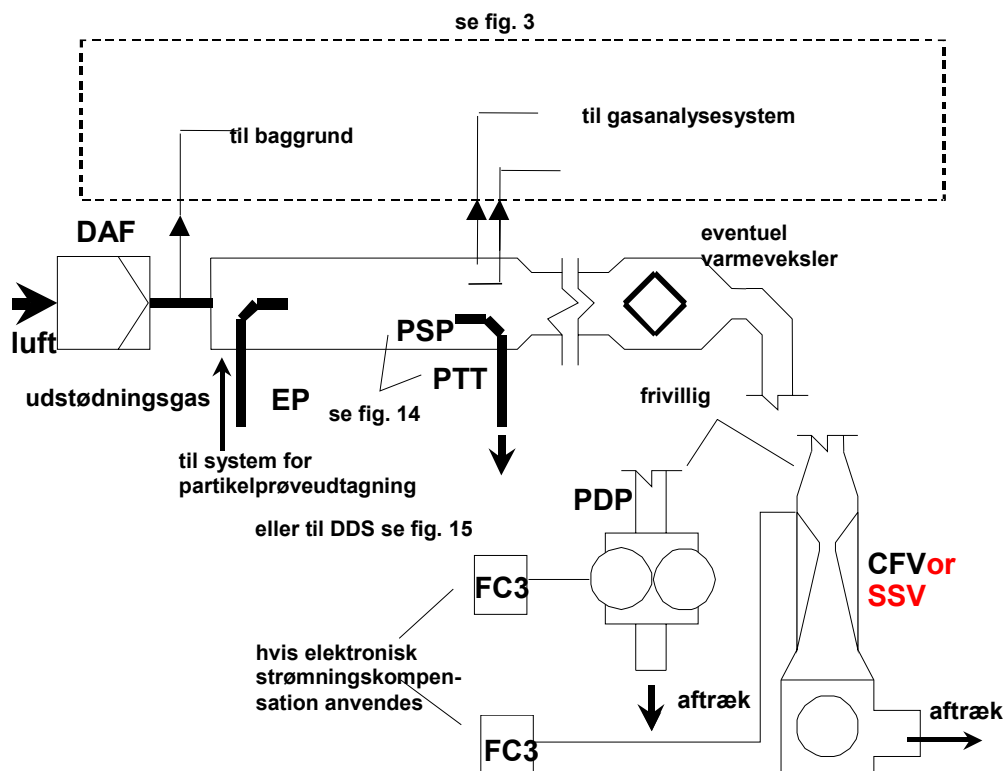 se fig. 3
til baggrund
til gasanalysesystem
DAF
eventuel
varmeveksler
luft
PSP
PTT
udstødningsgas
EP
se fig. 14
frivillig
til system for
partikelprøveudtagning
PDP
eller til DDS se fig. 15
CFVor
SSV
FC3
hvis elektronisk
strømningskompen-
sation anvendes
aftræk
aftræk
FC3